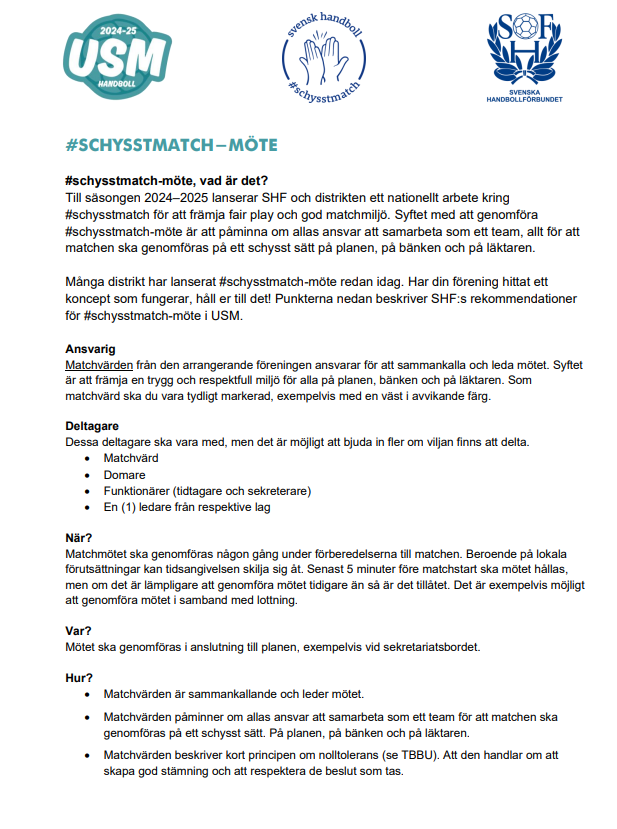 2024-25
USM
HANDBOLL
svensk handboll
#schysstmatch
SHF
SVENSKA
HANDBOLLFÖRBUNDET
#SCHYSSTMATCH–MÖTE
#schysstmatch-möte, vad är det?
Till säsongen 2024–2025 lanserar SHF och distrikten ett nationellt arbete kring
#schysstmatch för att främja fair play och god matchmiljö. Syftet med att genomföra
#schysstmatch-möte är att påminna om allas ansvar att samarbeta som ett team, allt för att
matchen ska genomföras på ett schysst sätt på planen, på bänken och på läktaren.
Många distrikt har lanserat #schysstmatch-möte redan idag. Har din förening hittat ett
koncept som fungerar, håll er till det! Punkterna nedan beskriver SHF:s rekommendationer
för #schysstmatch-möte i USM.
Ansvarig
Matchvärden från den arrangerande föreningen ansvarar för att sammankalla och leda mötet. Syftet
är att främja en trygg och respektfull miljö för alla på planen, bänken och på läktaren. Som
matchvärd ska du vara tydligt markerad, exempelvis med en väst i avvikande färg.
Deltagare
Dessa deltagare ska vara med, men det är möjligt att bjuda in fler om viljan finns att delta.
• Matchvärd
• Domare
• Funktionärer (tidtagare och sekreterare)
• En (1) ledare från respektive lag
När?
Matchmötet ska genomföras någon gång under förberedelserna till matchen. Beroende på lokala
förutsättningar kan tidsangivelsen skilja sig åt. Senast 5 minuter före matchstart ska mötet hållas,
men om det är lämpligare att genomföra mötet tidigare än så är det tillåtet. Det är exempelvis möjligt
att genomföra mötet i samband med lottning.
Var?
Mötet ska genomföras i anslutning till planen, exempelvis vid sekretariatsbordet.
Hur?
• Matchvärden är sammankallande och leder mötet.
• Matchvärden påminner om allas ansvar att samarbeta som ett team för att matchen ska
genomföras på ett schysst sätt. På planen, på bänken och på läktaren.
• Matchvärden beskriver kort principen om nolltolerans (se TBBU). Att den handlar om att
skapa god stämning och att respektera de beslut som tas.